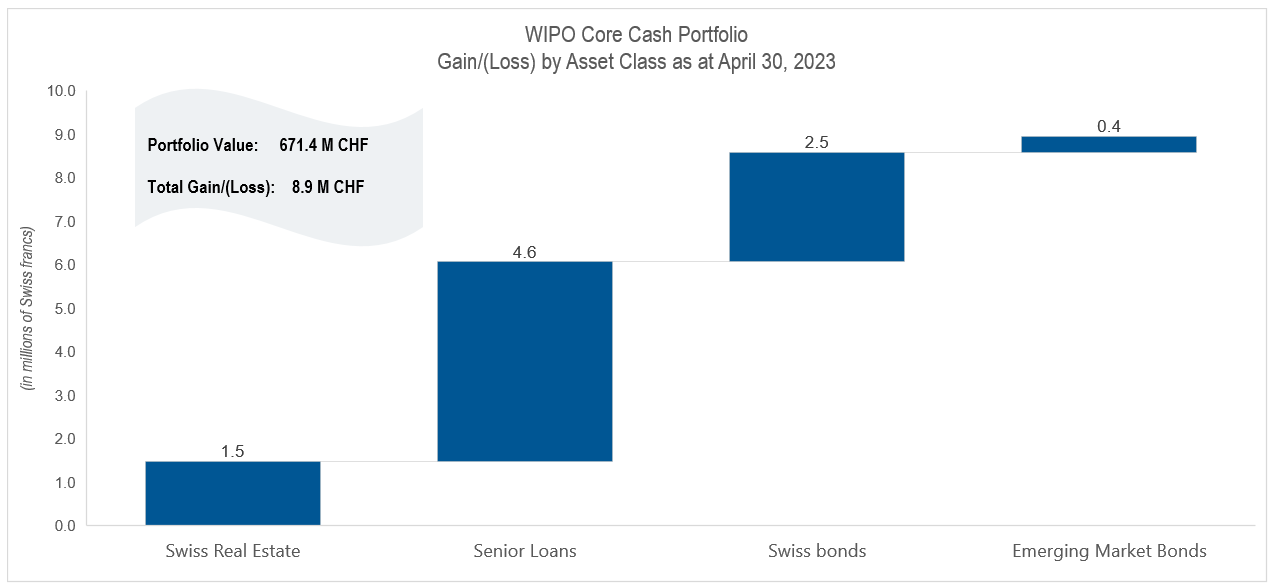 WIPO Core Cash Portfolio
Gain/(Loss) by Asset Class as at April 30, 2023
10.0
9.0
8.0
7.0
6.0
5.0
4.0
3.0
2.0
1.0
0.0
(in millions of Swiss francs)
Portfolio Value: 671.4 M CHF
Total Gain/(Loss): 8.9 M CHF
1.5
4.6
2.5
0.4
Swiss Real Estate
Senior Loans
Swiss bonds
Emerging Market Bonds